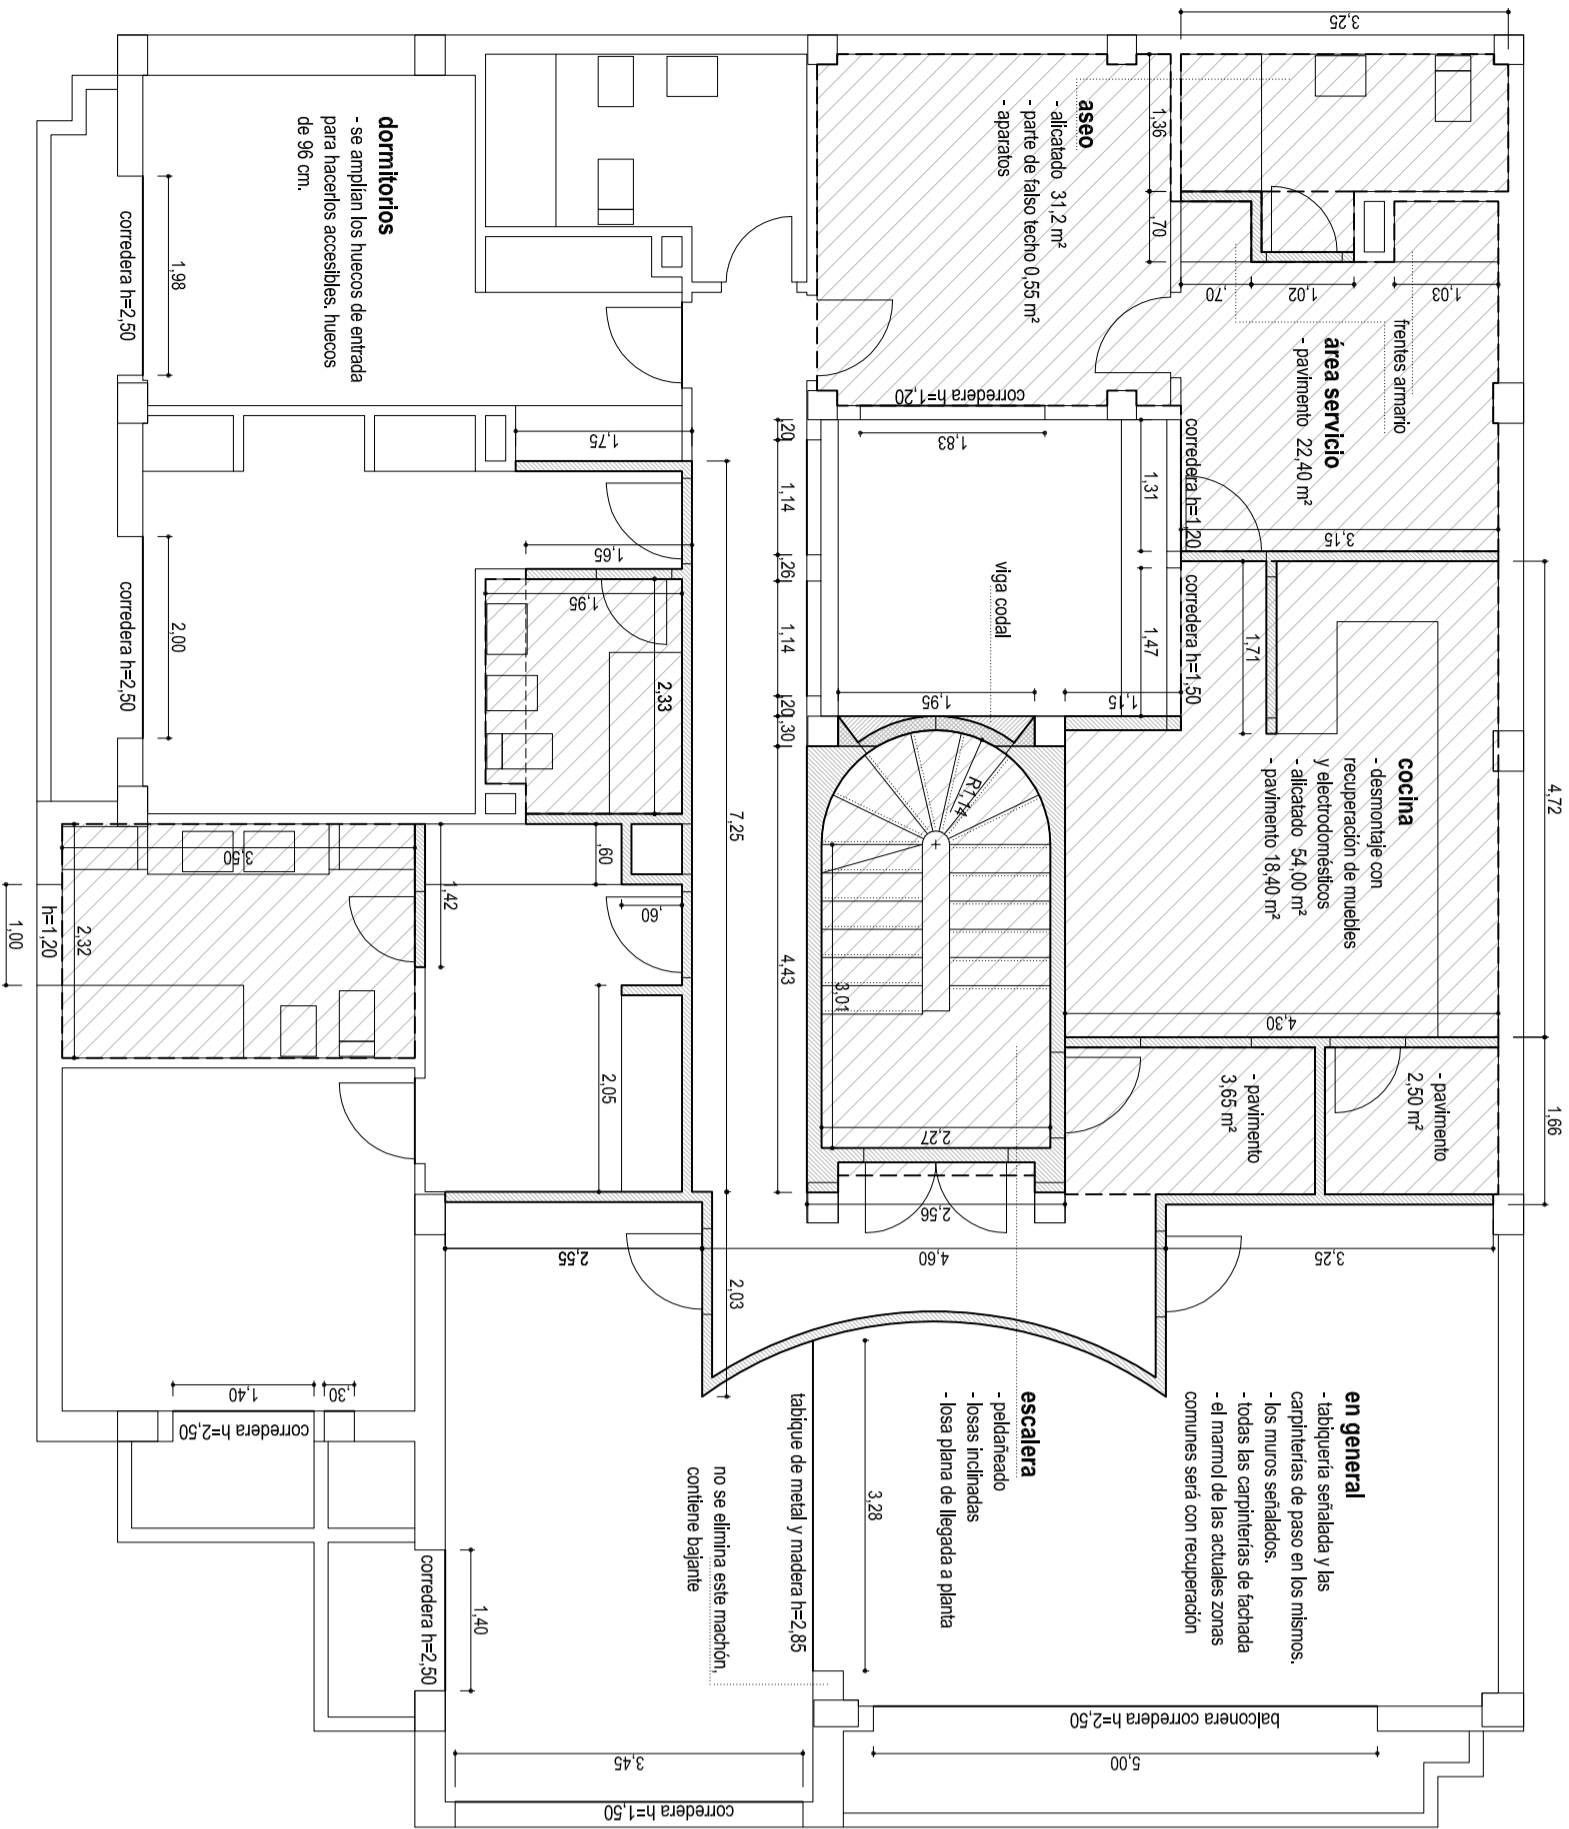 en general
- tabiquería señalada y las
carpinterías de paso en los mismos.
- los muros señalados.
- todas las carpinterías de fachada
- el marmol de las actuales zonas
comunes será con recuperación
escalera
- peldañeado
- losas inclinadas
- losa plana de llegada a planta
tabique de metal y madera h=2,85
no se elimina este machón,
contiene bajante
cocina
- desmontaje con
recuperación de muebles
y electrodomésticos
- alicatado 54,00 m²
- pavimento 18,40 m²
- pavimento
2,50 m²
- pavimento
3,65 m²
frentes armario
área servicio
- pavimento 22,40 m²
aseo
- alicatado 31,2 m²
- parte de falso techo 0,55 m²
- aparatos
dormitorios
- se amplían los huecos de entrada
para hacerlos accesibles. huecos
de 96 cm.
viga codal
corredera h=1,20
corredera h=1,20
corredera h=1,50
corredera h=2,50
corredera h=2,50
corredera h=2,50
corredera h=2,50
corredera h=1,50
balconera corredera h=2,50
h=1,20
R1,14
3,25
1,36
,70
,70
1,02
1,03
3,15
4,72
1,66
1,71
4,30
1,83
1,31
1,47
1,15
1,95
,20
1,14
,26
1,14
,20
,30
4,43
3,01
2,27
2,56
7,25
2,03
1,75
1,65
1,95
2,33
,60
,60
2,05
1,42
3,50
2,32
1,00
1,98
2,00
2,55
4,60
3,25
1,40
,30
3,28
1,40
3,45
5,00